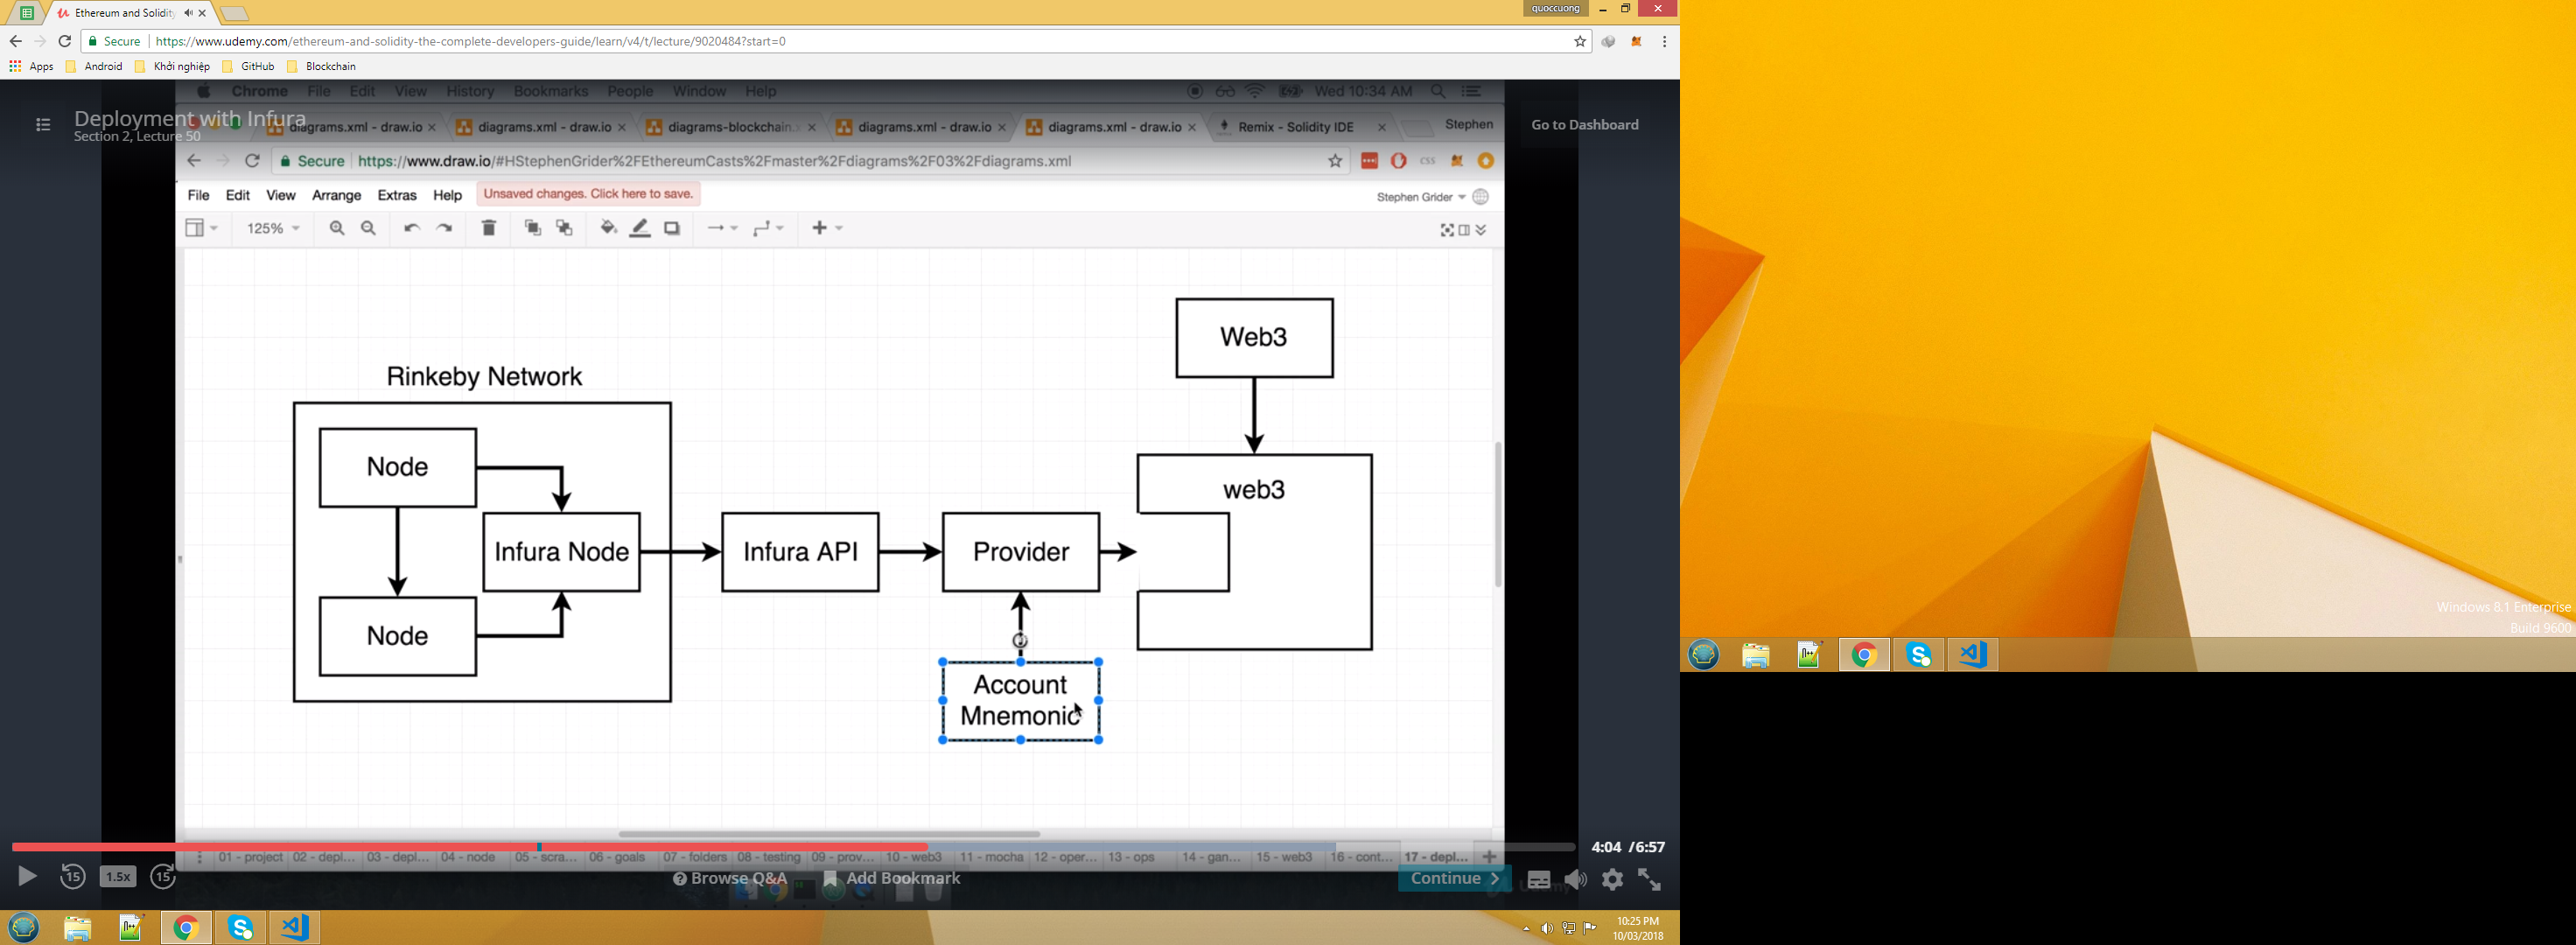 quoccuong
Ethereum and Solidity
Secure https://www.udemy.com/ethereum-and-solidity-the-complete-developers-guide/learn/v4/t/lecture/9020484?start=0
Apps Android Khởi nghiệp GitHub Blockchain
Chrome File Edit View History Bookmarks People Window Help Wed 10:34 AM
Deployment with Infura
Section 2, Lecture 50
Go to Dashboard
diagrams.xml - draw.io diagrams.xml - draw.io diagrams-blockchain. diagrams.xml - draw.io diagrams.xml - draw.io Remix - Solidity IDE Stephen
Secure https://www.draw.io/#HStephenGrider%2FEthereumCasts%2Fmaster%2Fdiagrams%2F03%2Fdiagrams.xml
CSS
File Edit View Arrange Extras Help Unsaved changes. Click here to save. Stephen Grider
125%
Web3
Rinkeby Network
Node
web3
Infura Node
Infura API
Provider
Node
Account
Mnemonic
4:04 / 6:57
01 - project 02 - depl... 03 - depl... 04 - node 05 - scra... 06 - goals 07 - folders 08 - testing 09 - prov... 10 - web3 11 - mocha 12 - oper... 13 - ops 14 - gan... 15 - web3 16 - cont... 17 - depl...
15 1.5x 15
Browse Q&A Add Bookmark Continue
10:25 PM
10/03/2018
Windows 8.1 Enterprise
Build 9600